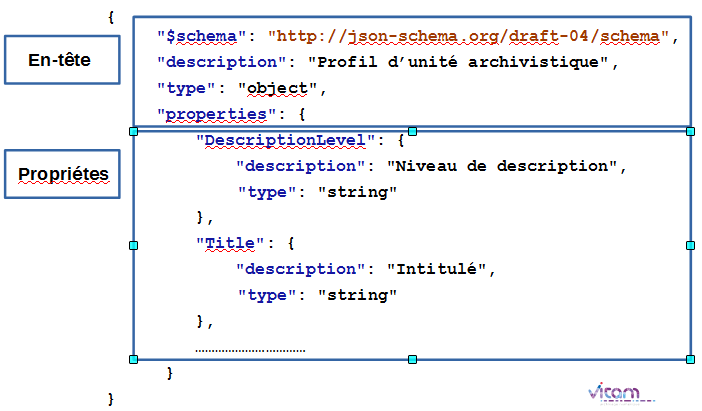 {
En-tête
"$schema": "http://json-schema.org/draft-04/schema",
"description": "Profil d’unité archivistique",
"type": "object",
"properties": {
Propriétes
"DescriptionLevel": {
"description": "Niveau de description",
"type": "string"
},
"Title": {
"description": "Intitulé",
"type": "string"
},
……………………………
}
}
vitam